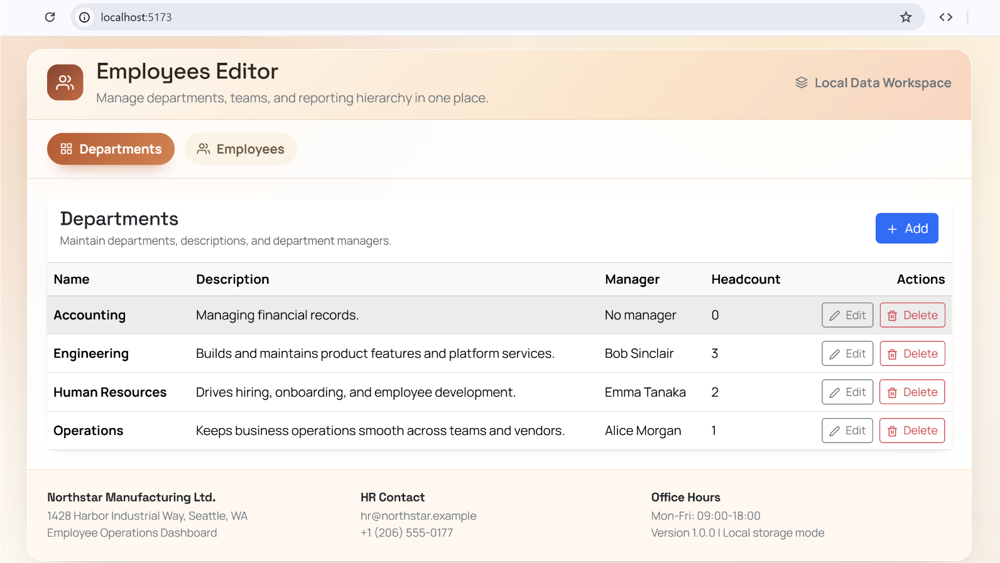 localhost:5173
Employees Editor
Manage departments, teams, and reporting hierarchy in one place.
Local Data Workspace
Departments
Employees
Departments
Maintain departments, descriptions, and department managers.
Add
Name Description Manager Headcount Actions
Accounting Managing financial records. No manager 0 Edit Delete
Engineering Builds and maintains product features and platform services. Bob Sinclair 3 Edit Delete
Human Resources Drives hiring, onboarding, and employee development. Emma Tanaka 2 Edit Delete
Operations Keeps business operations smooth across teams and vendors. Alice Morgan 1 Edit Delete
Northstar Manufacturing Ltd.
1428 Harbor Industrial Way, Seattle, WA
Employee Operations Dashboard
HR Contact
hr@northstar.example
+1 (206) 555-0177
Office Hours
Mon-Fri: 09:00-18:00
Version 1.0.0 | Local storage mode